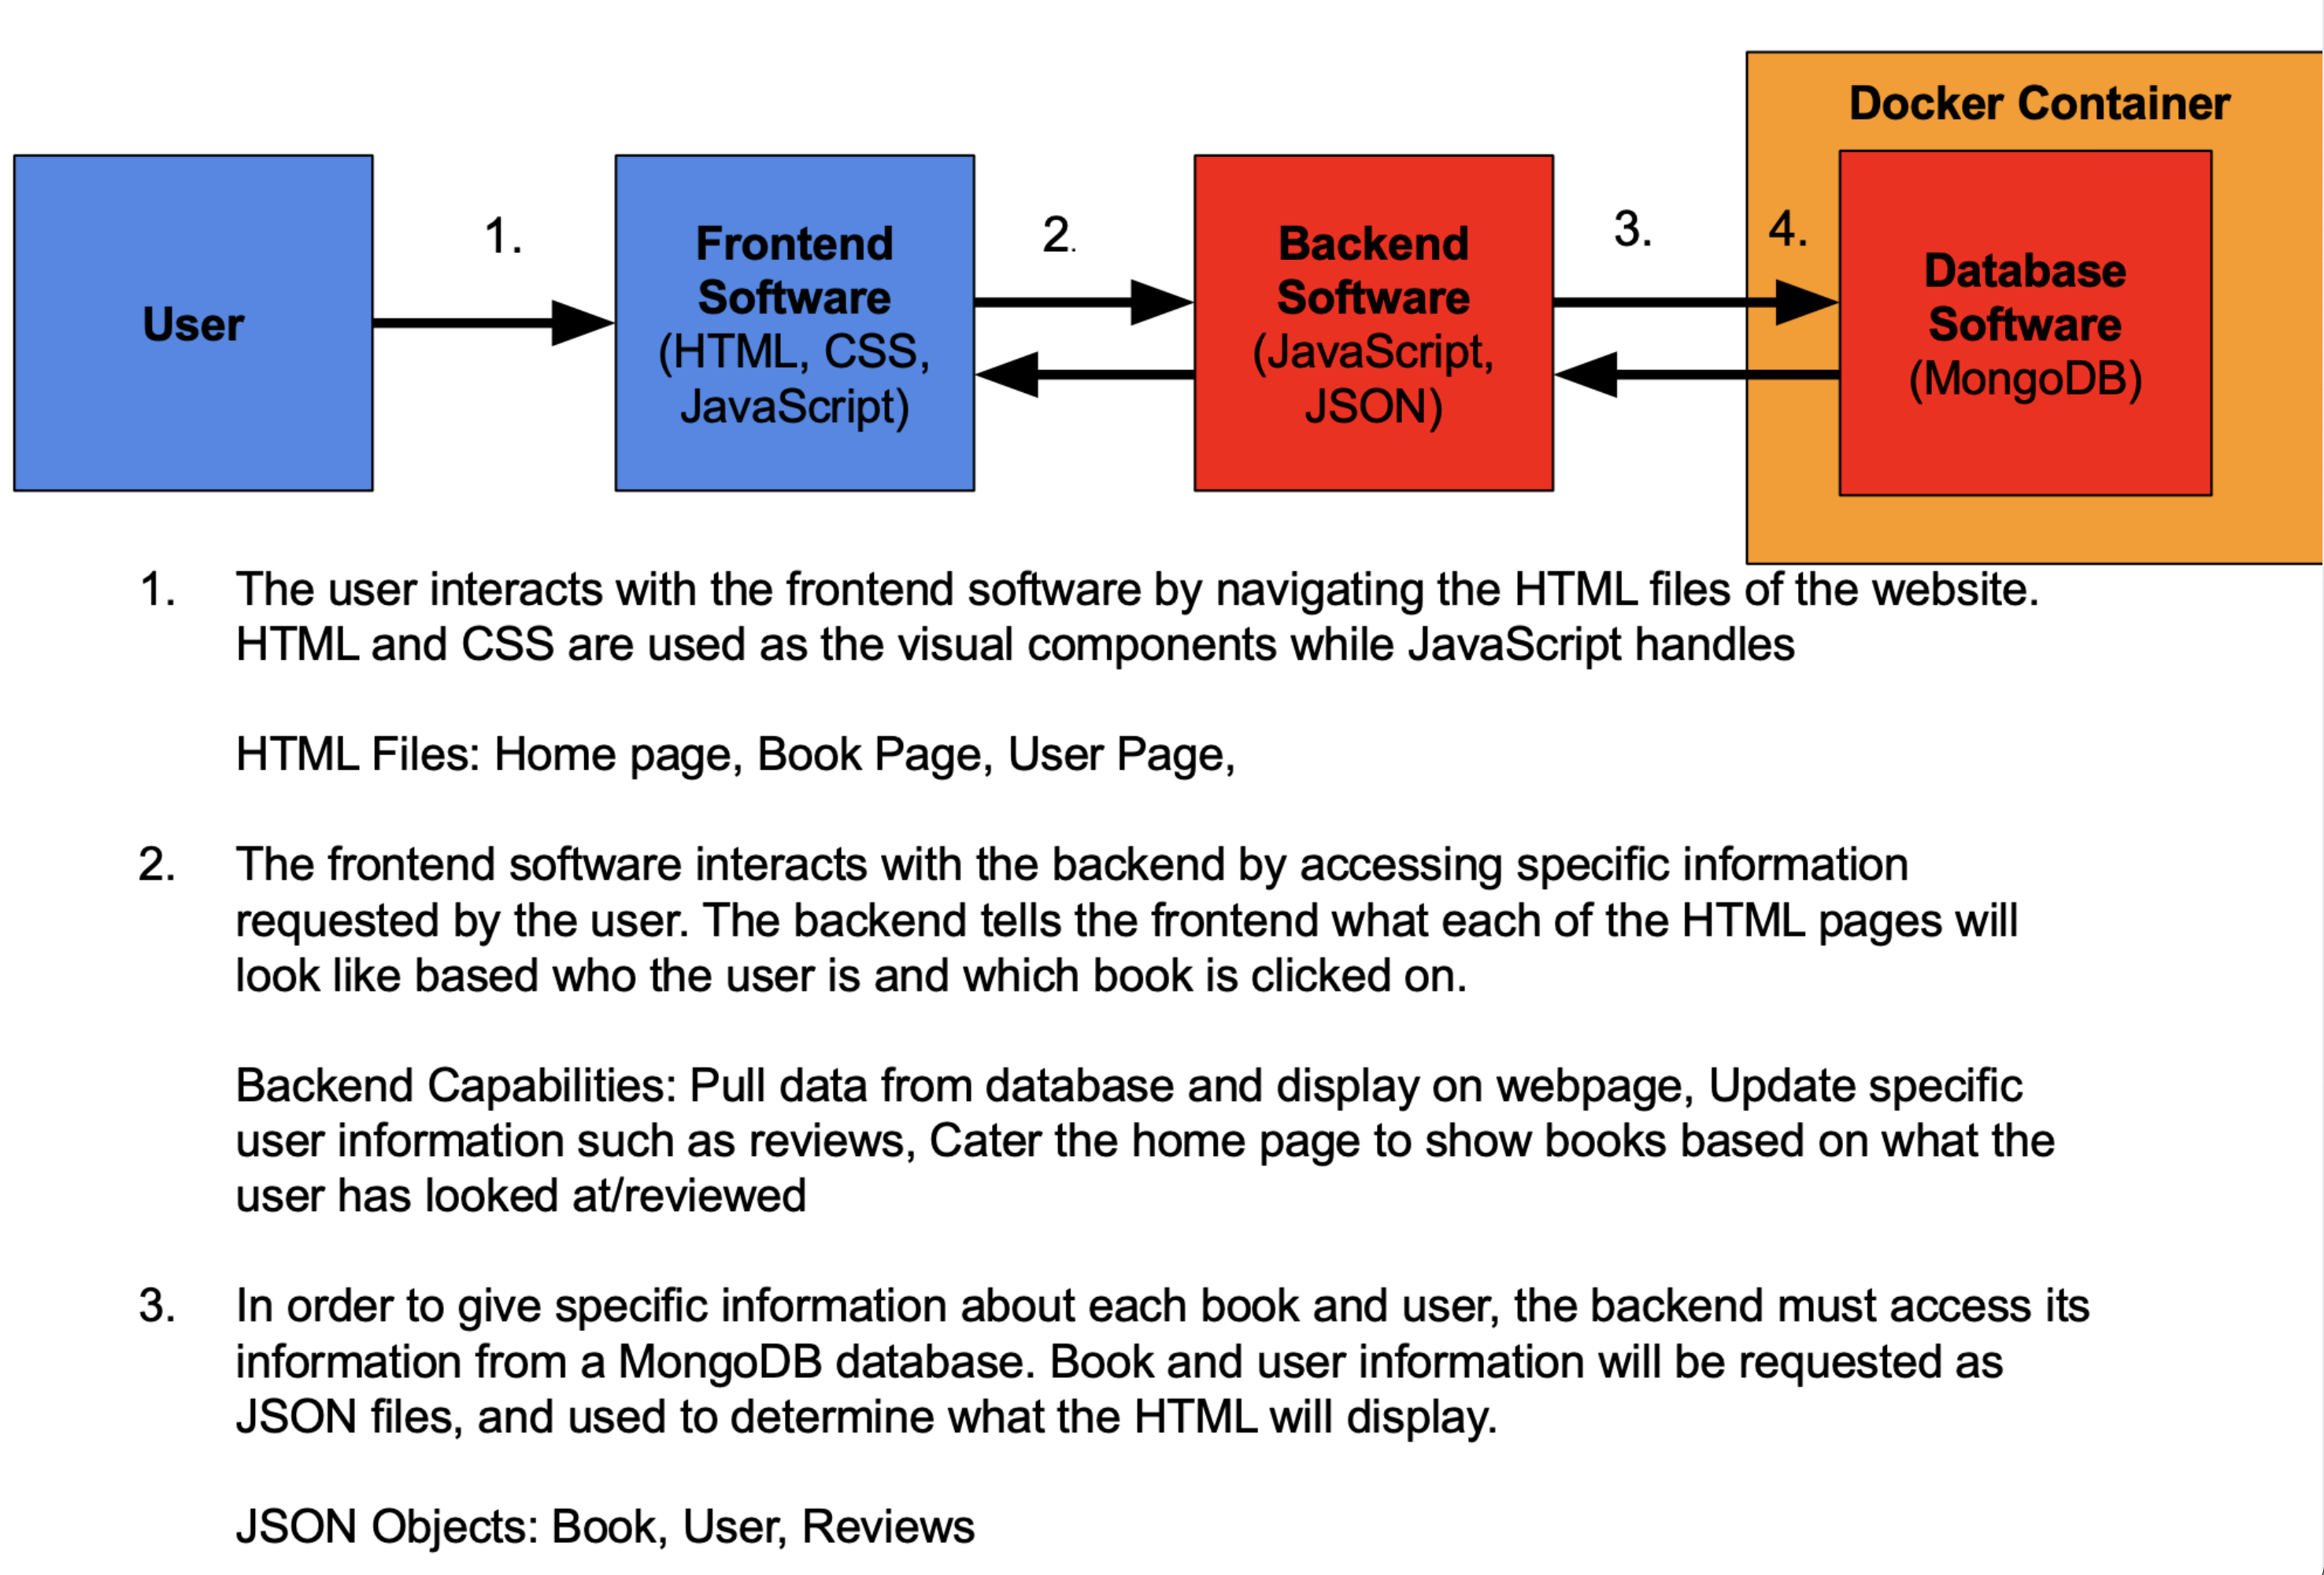 Docker Container
User
1.
Frontend
Software
(HTML, CSS,
JavaScript)
2.
Backend
Software
(JavaScript,
JSON)
3.
4.
Database
Software
(MongoDB)
1. The user interacts with the frontend software by navigating the HTML files of the website.
HTML and CSS are used as the visual components while JavaScript handles
HTML Files: Home page, Book Page, User Page,
2. The frontend software interacts with the backend by accessing specific information
requested by the user. The backend tells the frontend what each of the HTML pages will
look like based who the user is and which book is clicked on.
Backend Capabilities: Pull data from database and display on webpage, Update specific
user information such as reviews, Cater the home page to show books based on what the
user has looked at/reviewed
3. In order to give specific information about each book and user, the backend must access its
information from a MongoDB database. Book and user information will be requested as
JSON files, and used to determine what the HTML will display.
JSON Objects: Book, User, Reviews